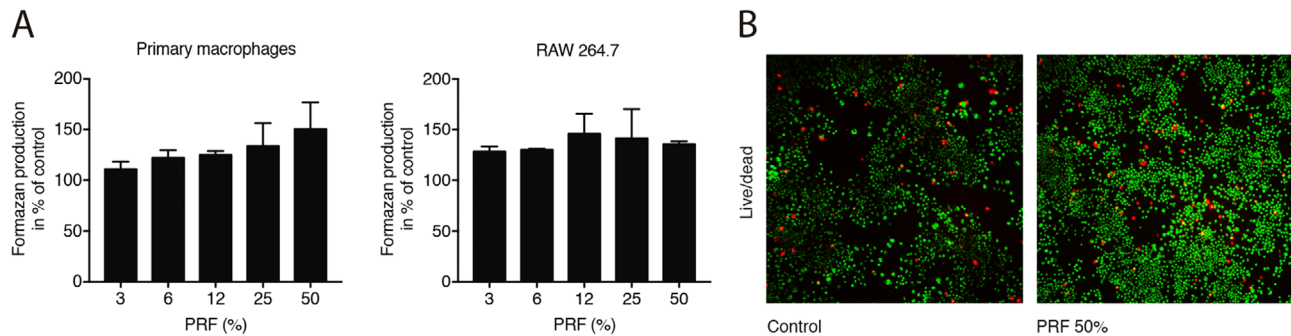 A
Primary macrophages
Formazan production
in % of control
200
150
100
50
0
3 6 12 25 50
PRF (%)
RAW 264.7
Formazan production
in % of control
200
150
100
50
0
3 6 12 25 50
PRF (%)
B
Live/dead
Control
PRF 50%